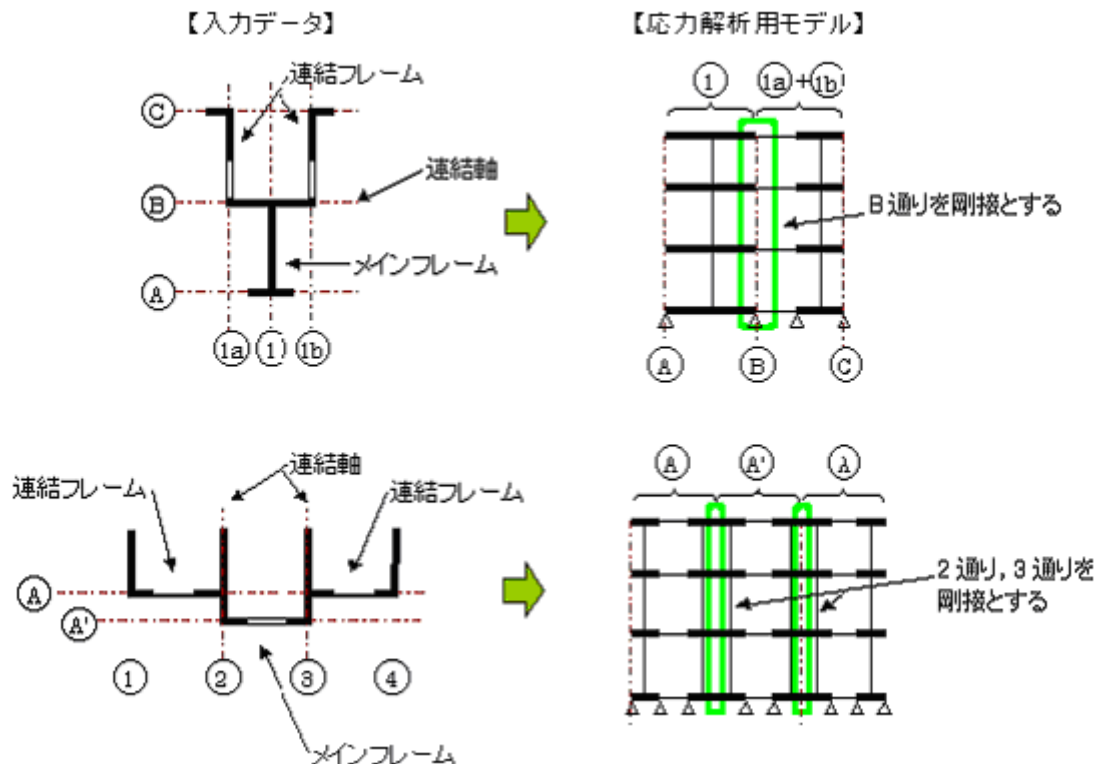 【入力データ】
【応力解析用モデル】
連結フレーム
1
1a+1b
C
連結軸
B
B通りを剛接とする
メインフレーム
A
1a 1 1b
A B C
連結軸
連結フレーム
連結フレーム
A A' A
A
A'
2通り,3通りを
剛接とする
1 2 3 4
メインフレーム